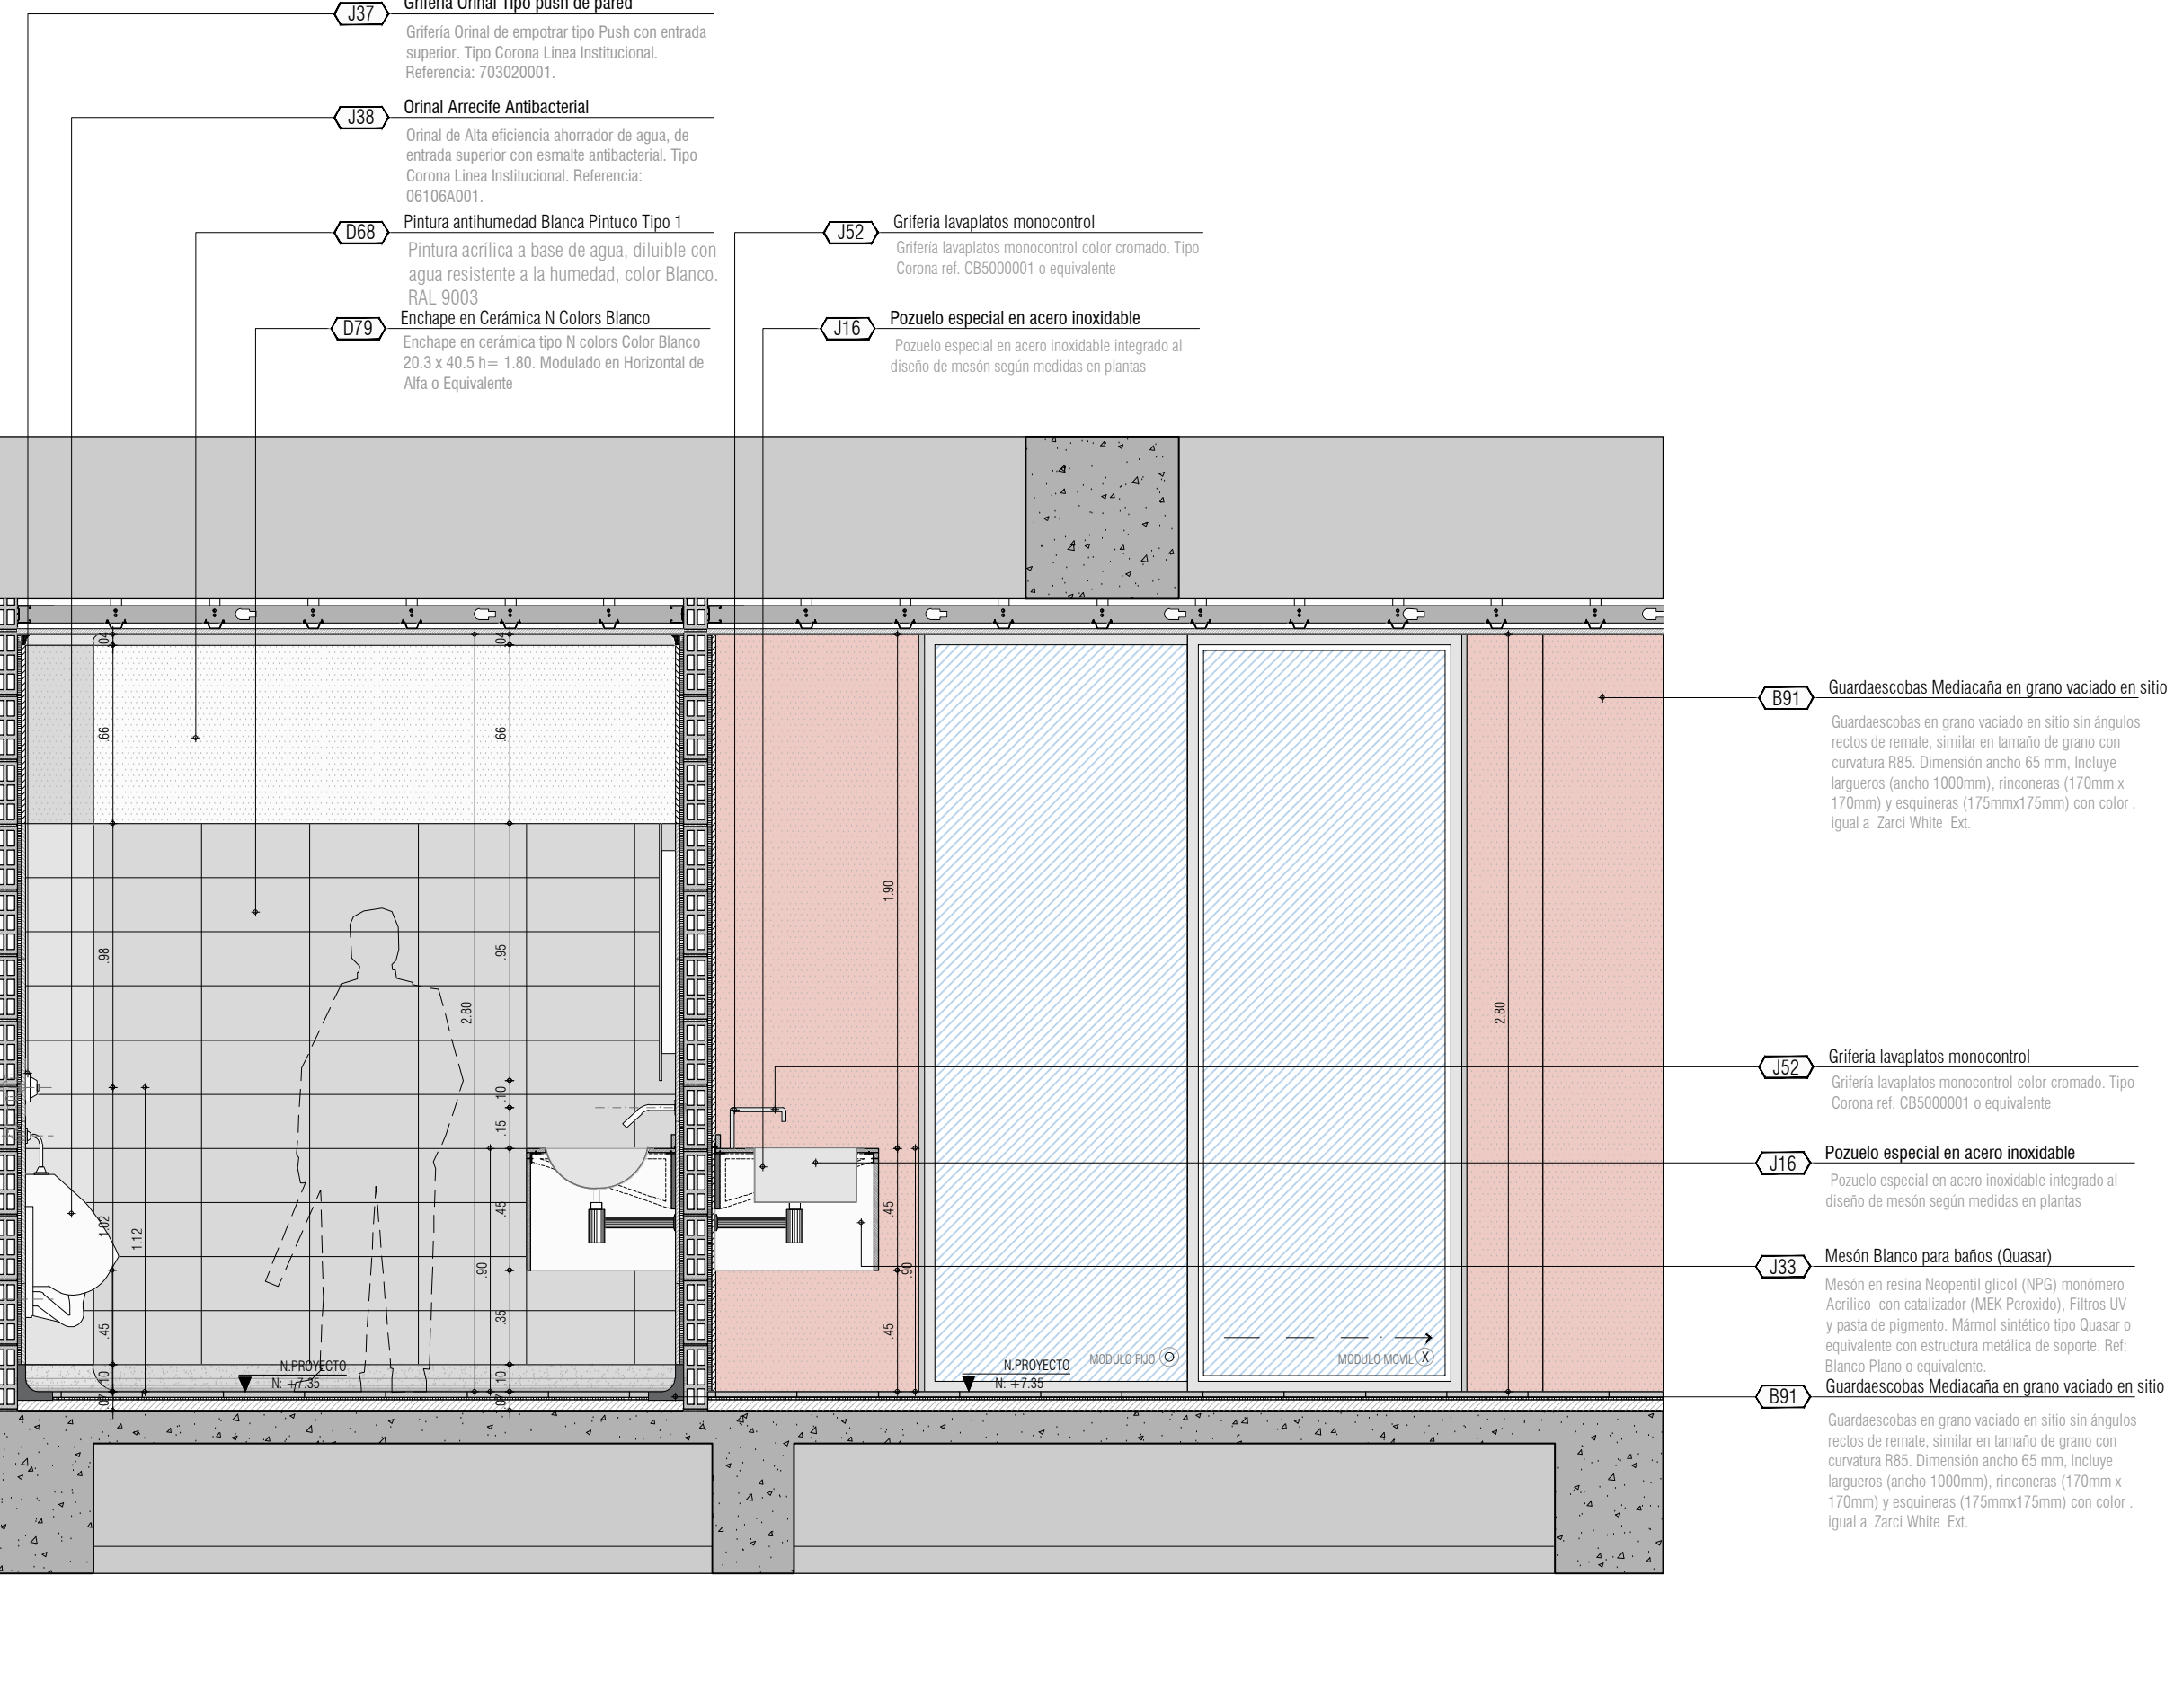 J37
Grifería Orinal Tipo push de pared
Grifería Orinal de empotrar tipo Push con entrada
superior. Tipo Corona Linea Institucional.
Referencia: 703020001.
J38
Orinal Arrecife Antibacterial
Orinal de Alta eficiencia ahorrador de agua, de
entrada superior con esmalte antibacterial. Tipo
Corona Linea Institucional. Referencia:
06106A001.
D68
Pintura antihumedad Blanca Pintuco Tipo 1
Pintura acrílica a base de agua, diluible con
agua resistente a la humedad, color Blanco.
RAL 9003
D79
Enchape en Cerámica N Colors Blanco
Enchape en cerámica tipo N colors Color Blanco
20.3 x 40.5 h= 1.80. Modulado en Horizontal de
Alfa o Equivalente
J52
Griferia lavaplatos monocontrol
Grifería lavaplatos monocontrol color cromado. Tipo
Corona ref. CB5000001 o equivalente
J16
Pozuelo especial en acero inoxidable
Pozuelo especial en acero inoxidable integrado al
diseño de mesón según medidas en plantas
.04
.66
.98
1.02
1.12
.45
.10
.07
.04
.66
.95
2.80
.10
.15
.45
.90
.35
.10
.07
N.PROYECTO
N: +7.35
1.90
.45
.90
.45
N.PROYECTO
N: +7.35
MODULO FIJO O
MODULO MOVIL X
2.80
B91
Guardaescobas Mediacaña en grano vaciado en sitio
Guardaescobas en grano vaciado en sitio sin ángulos
rectos de remate, similar en tamaño de grano con
curvatura R85. Dimensión ancho 65 mm, Incluye
largueros (ancho 1000mm), rinconeras (170mm x
170mm) y esquineras (175mmx175mm) con color .
igual a Zarci White Ext.
J52
Griferia lavaplatos monocontrol
Grifería lavaplatos monocontrol color cromado. Tipo
Corona ref. CB5000001 o equivalente
J16
Pozuelo especial en acero inoxidable
Pozuelo especial en acero inoxidable integrado al
diseño de mesón según medidas en plantas
J33
Mesón Blanco para baños (Quasar)
Mesón en resina Neopentil glicol (NPG) monómero
Acrilico con catalizador (MEK Peroxido), Filtros UV
y pasta de pigmento. Mármol sintético tipo Quasar o
equivalente con estructura metálica de soporte. Ref:
Blanco Plano o equivalente.
B91
Guardaescobas Mediacaña en grano vaciado en sitio
Guardaescobas en grano vaciado en sitio sin ángulos
rectos de remate, similar en tamaño de grano con
curvatura R85. Dimensión ancho 65 mm, Incluye
largueros (ancho 1000mm), rinconeras (170mm x
170mm) y esquineras (175mmx175mm) con color .
igual a Zarci White Ext.